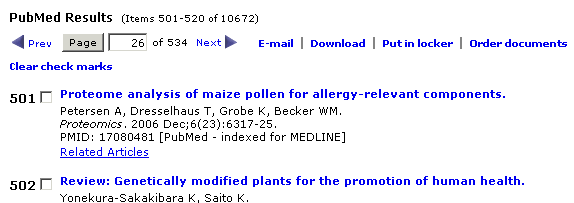 PubMed Results (Items 501-520 of 10672)
Prev Page 26 of 534 Next E-mail | Download | Put in locker | Order documents
Clear check marks
501 Proteome analysis of maize pollen for allergy-relevant components.
Petersen A, Dresselhaus T, Grobe K, Becker WM.
Proteomics. 2006 Dec;6(23):6317-25.
PMID: 17080481 [PubMed - indexed for MEDLINE]
Related Articles
502 Review: Genetically modified plants for the promotion of human health.
Yonekura-Sakakibara K, Saito K.